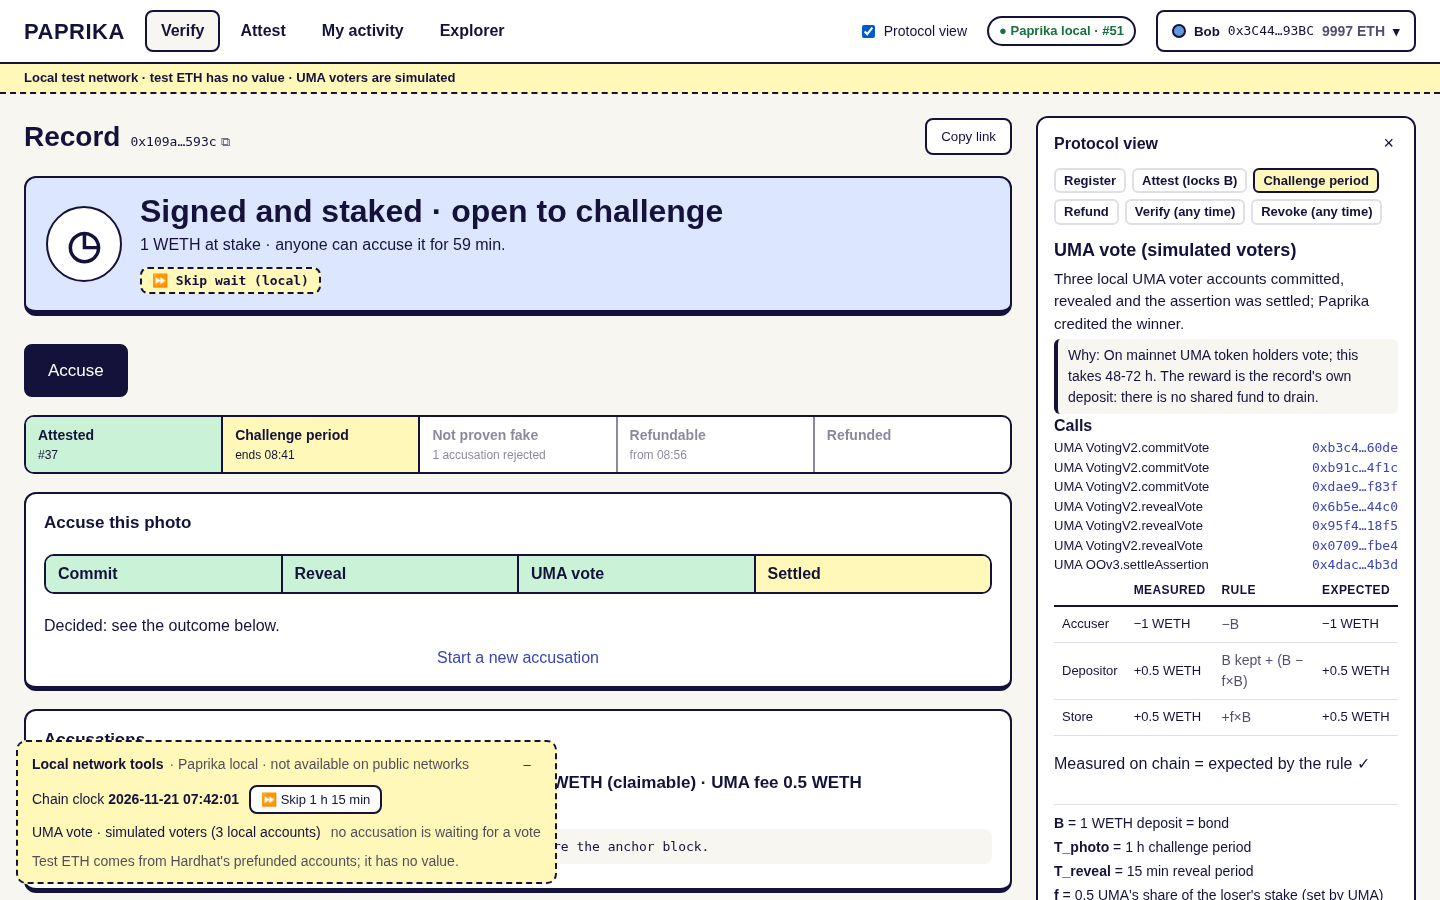 PAPRIKA Verify Attest My activity Explorer Protocol view ● Paprika local · #51 Bob 0x3C44…93BC 9997 ETH ▾
Local test network · test ETH has no value · UMA voters are simulated
Record 0x109a…593c ⧉
Copy link
Signed and staked · open to challenge
1 WETH at stake · anyone can accuse it for 59 min.
⏩ Skip wait (local)
Accuse
Attested
#37
Challenge period
ends 08:41
Not proven fake
1 accusation rejected
Refundable
from 08:56
Refunded
Accuse this photo
Commit
Reveal
UMA vote
Settled
Decided: see the outcome below.
Start a new accusation
Accusations
WETH (claimable) · UMA fee 0.5 WETH
the anchor block.
Local network tools · Paprika local · not available on public networks –
Chain clock 2026-11-21 07:42:01 ⏩ Skip 1 h 15 min
UMA vote · simulated voters (3 local accounts) no accusation is waiting for a vote
Test ETH comes from Hardhat's prefunded accounts; it has no value.
Protocol view ×
Register Attest (locks B) Challenge period
Refund Verify (any time) Revoke (any time)
UMA vote (simulated voters)
Three local UMA voter accounts committed,
revealed and the assertion was settled; Paprika
credited the winner.
Why: On mainnet UMA token holders vote; this
takes 48-72 h. The reward is the record's own
deposit: there is no shared fund to drain.
Calls
UMA VotingV2.commitVote 0xb3c4…60de
UMA VotingV2.commitVote 0xb91c…4f1c
UMA VotingV2.commitVote 0xdae9…f83f
UMA VotingV2.revealVote 0x6b5e…44c0
UMA VotingV2.revealVote 0x95f4…18f5
UMA VotingV2.revealVote 0x0709…fbe4
UMA OOv3.settleAssertion 0x4dac…4b3d
MEASURED RULE EXPECTED
Accuser −1 WETH −B −1 WETH
Depositor +0.5 WETH B kept + (B − f×B) +0.5 WETH
Store +0.5 WETH +f×B +0.5 WETH
Measured on chain = expected by the rule ✓
B = 1 WETH deposit = bond
T_photo = 1 h challenge period
T_reveal = 15 min reveal period
f = 0.5 UMA's share of the loser's stake (set by UMA)